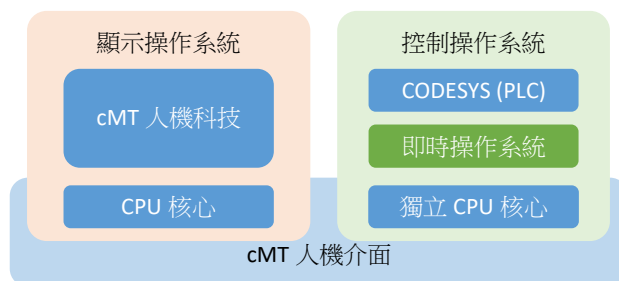 顯示操作系統
cMT 人機科技
CPU 核心
控制操作系統
CODESYS (PLC)
即時操作系統
獨立 CPU 核心
cMT 人機介面